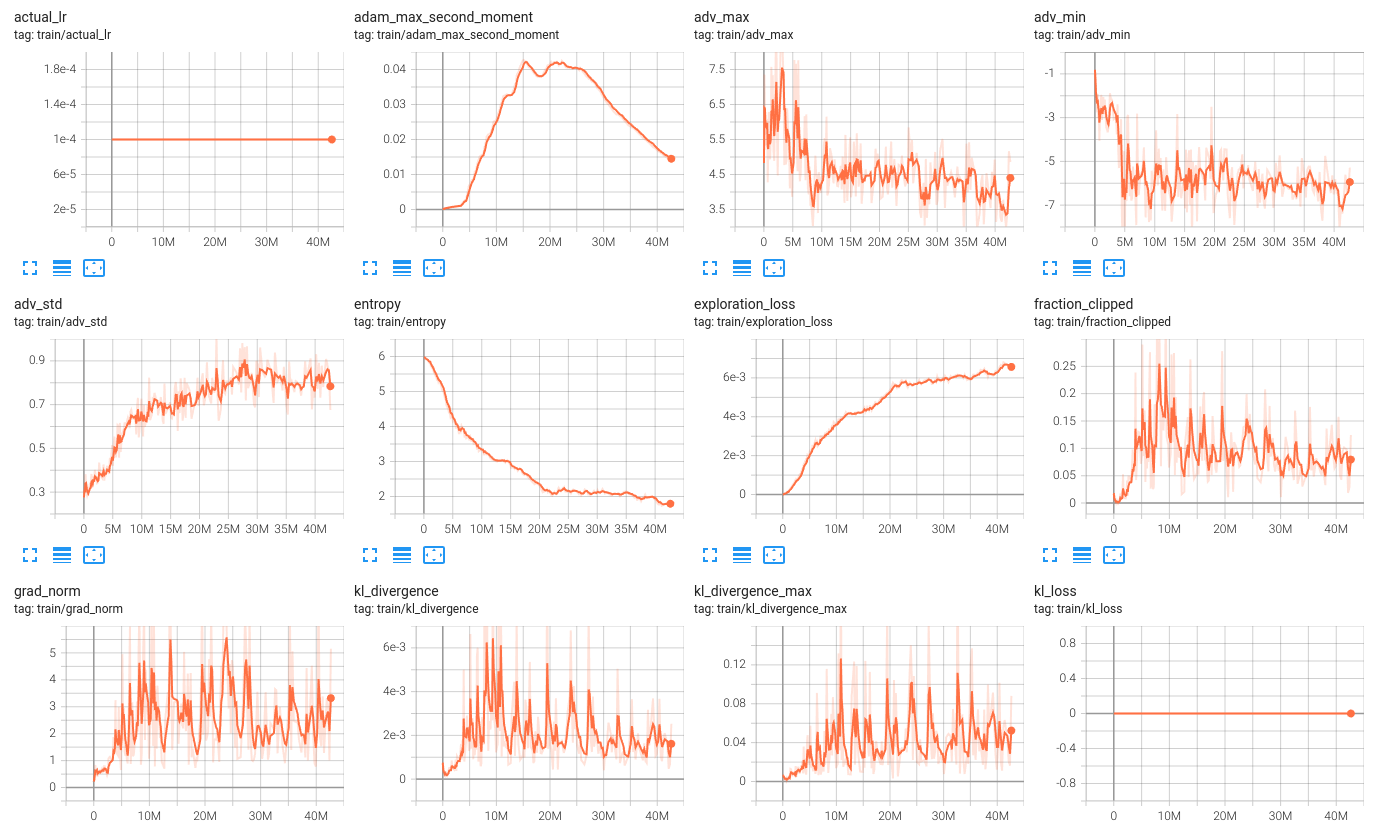 actual_lr
tag: train/actual_lr
1.8e-4
1.4e-4
1e-4
6e-5
2e-5
0 10M 20M 30M 40M
adam_max_second_moment
tag: train/adam_max_second_moment
0.04
0.03
0.02
0.01
0
0 10M 20M 30M 40M
adv_max
tag: train/adv_max
7.5
6.5
5.5
4.5
3.5
0 5M 10M 15M 20M 25M 30M 35M 40M
adv_min
tag: train/adv_min
-1
-3
-5
-7
0 5M 10M 15M 20M 25M 30M 35M 40M
adv_std
tag: train/adv_std
0.9
0.7
0.5
0.3
0 5M 10M 15M 20M 25M 30M 35M 40M
entropy
tag: train/entropy
6
5
4
3
2
0 5M 10M 15M 20M 25M 30M 35M 40M
exploration_loss
tag: train/exploration_loss
6e-3
4e-3
2e-3
0
0 10M 20M 30M 40M
fraction_clipped
tag: train/fraction_clipped
0.25
0.2
0.15
0.1
0.05
0
0 10M 20M 30M 40M
grad_norm
tag: train/grad_norm
5
4
3
2
1
0
0 10M 20M 30M 40M
kl_divergence
tag: train/kl_divergence
6e-3
4e-3
2e-3
0
0 10M 20M 30M 40M
kl_divergence_max
tag: train/kl_divergence_max
0.12
0.08
0.04
0
0 10M 20M 30M 40M
kl_loss
tag: train/kl_loss
0.8
0.4
0
-0.4
-0.8
0 10M 20M 30M 40M